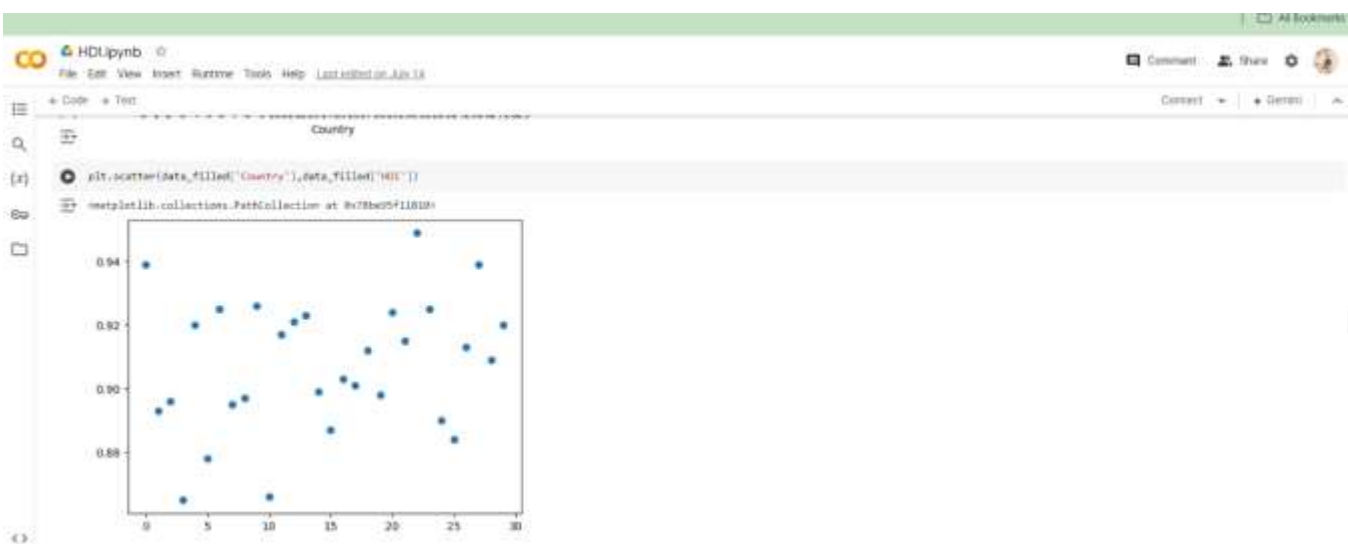 All Bookmarks
CO HDI.ipynb
File Edit View Insert Runtime Tools Help Last edited on July 18
Comment Share
+ Code + Text
Connect Gemini
Country
{x}
plt.scatter(data_filled["Country"],data_filled["HDI"])
<matplotlib.collections.PathCollection at
0.94
0.92
0.90
0.88
0 5 10 15 20 25 30
<>